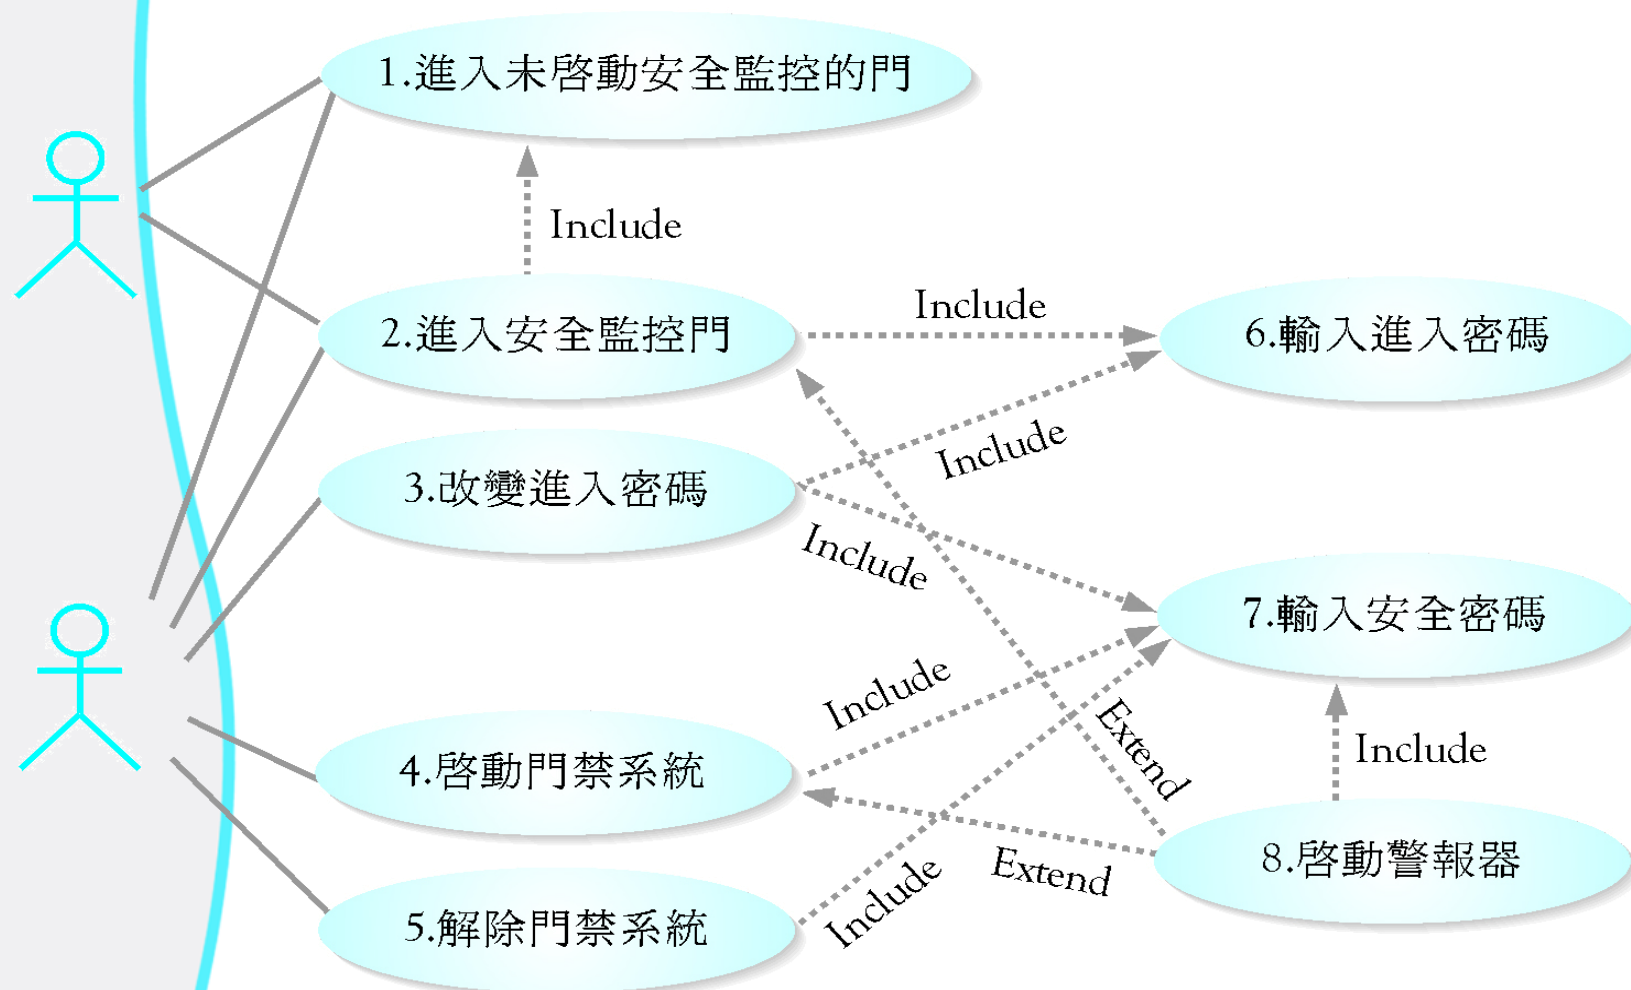 1.進入未啓動安全監控的門
Include
2.進入安全監控門
Include
6.輸入進入密碼
3.改變進入密碼
Include
Include
7.輸入安全密碼
Include
4.啓動門禁系統
Extend
Include
8.啓動警報器
Extend
Include
5.解除門禁系統